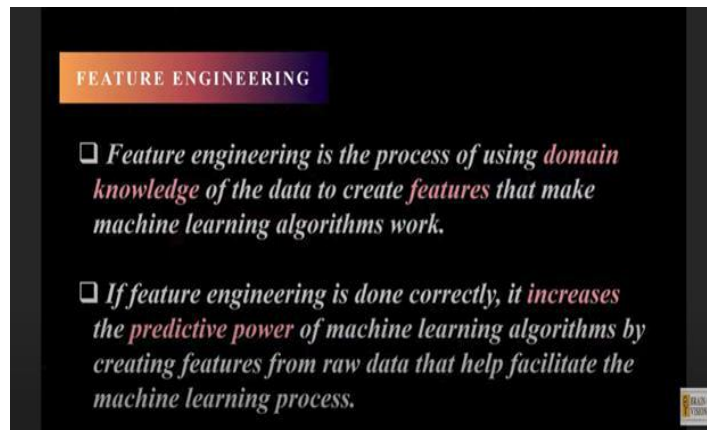 FEATURE ENGINEERING
❑ Feature engineering is the process of using domain
knowledge of the data to create features that make
machine learning algorithms work.
❑ If feature engineering is done correctly, it increases
the predictive power of machine learning algorithms by
creating features from raw data that help facilitate the
machine learning process.
BRAIN
VISION